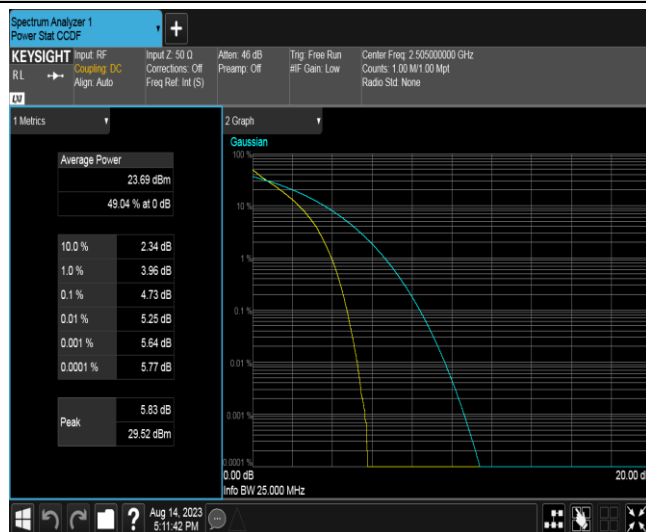 Spectrum Analyzer 1
Power Stat CCDF
+
KEYSIGHT
RL
LXI
Input: RF
Coupling: DC
Align: Auto
Input Z: 50 Ω
Corrections: Off
Freq Ref: Int (S)
Atten: 46 dB
Preamp: Off
Trig: Free Run
#IF Gain: Low
Center Freq: 2.505000000 GHz
Counts: 1.00 M/1.00 Mpt
Radio Std: None
1 Metrics
Average Power
23.69 dBm
49.04 % at 0 dB
10.0 % 2.34 dB
1.0 % 3.96 dB
0.1 % 4.73 dB
0.01 % 5.25 dB
0.001 % 5.64 dB
0.0001 % 5.77 dB
Peak
5.83 dB
29.52 dBm
2 Graph
Gaussian
100 %
10 %
1 %
0.1 %
0.01 %
0.001 %
0.0001 %
0.00 dB
20.00 d
Info BW 25.000 MHz
?
Aug 14, 2023
5:11:42 PM